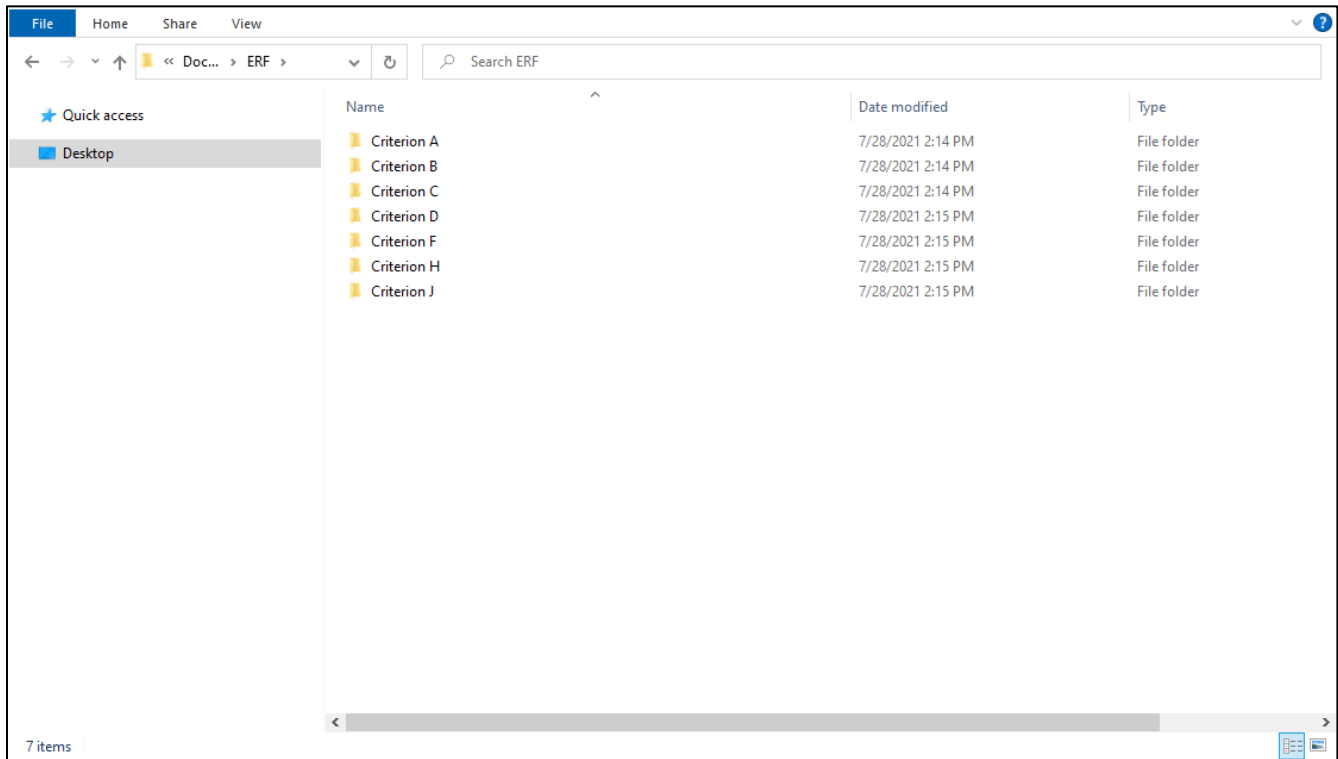 File Home Share View ?
« Doc... › ERF › Search ERF
Quick access
Desktop
Name Date modified Type
Criterion A 7/28/2021 2:14 PM File folder
Criterion B 7/28/2021 2:14 PM File folder
Criterion C 7/28/2021 2:14 PM File folder
Criterion D 7/28/2021 2:15 PM File folder
Criterion F 7/28/2021 2:15 PM File folder
Criterion H 7/28/2021 2:15 PM File folder
Criterion J 7/28/2021 2:15 PM File folder
7 items